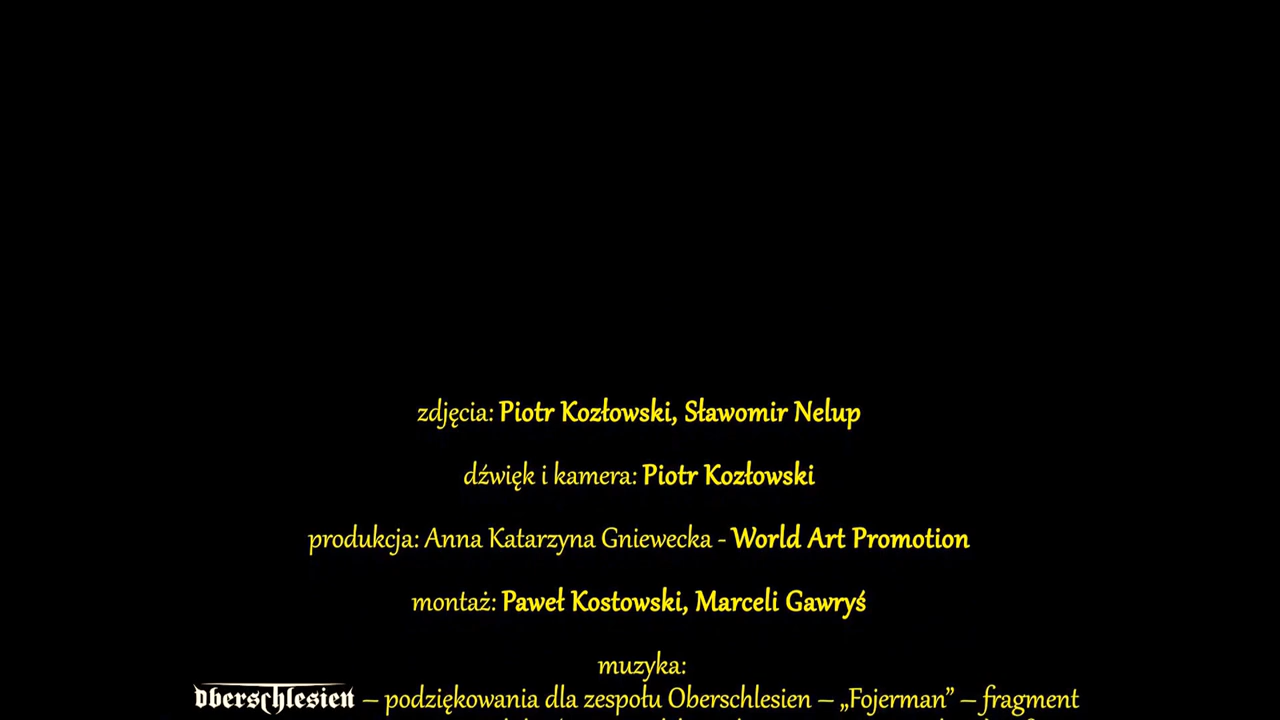 zdjęcia: Piotr Kozłowski, Sławomir Nelup
dźwięk i kamera: Piotr Kozłowski
produkcja: Anna Katarzyna Gniewecka - World Art Promotion
montaż: Paweł Kostowski, Marceli Gawryś
muzyka:
Oberschlesien – podziękowania dla zespołu Oberschlesien – „Fojerman” – fragment